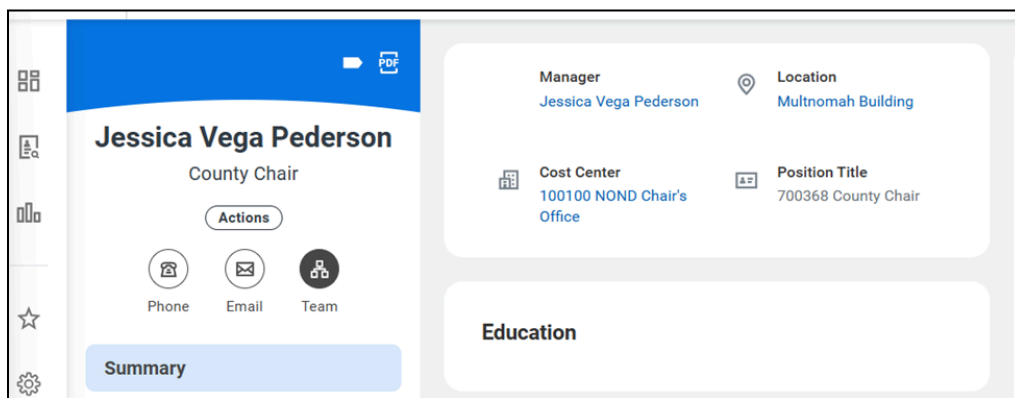 PDF
Jessica Vega Pederson
County Chair
Actions
Phone
Email
Team
Summary
Manager
Jessica Vega Pederson
Location
Multnomah Building
Cost Center
100100 NOND Chair's
Office
Position Title
700368 County Chair
Education